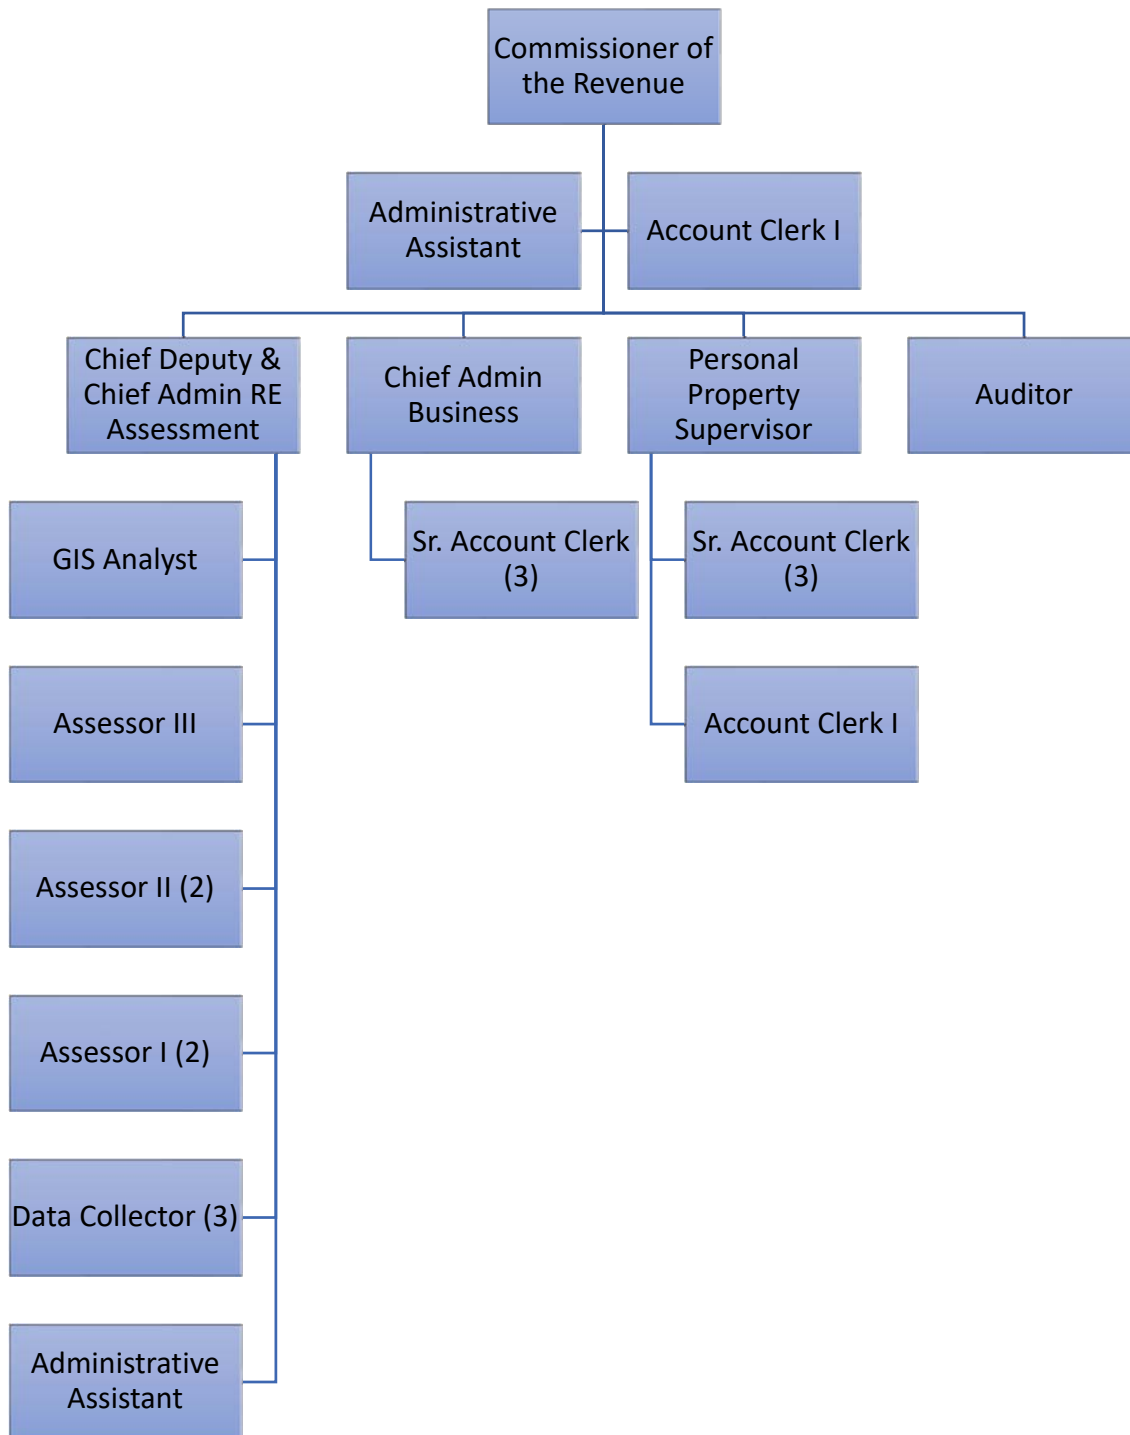 Commissioner of
the Revenue
Administrative
Assistant
Account Clerk I
Chief Deputy &
Chief Admin RE
Assessment
Chief Admin
Business
Personal
Property
Supervisor
Auditor
GIS Analyst
Sr. Account Clerk
(3)
Sr. Account Clerk
(3)
Assessor III
Account Clerk I
Assessor II (2)
Assessor I (2)
Data Collector (3)
Administrative
Assistant